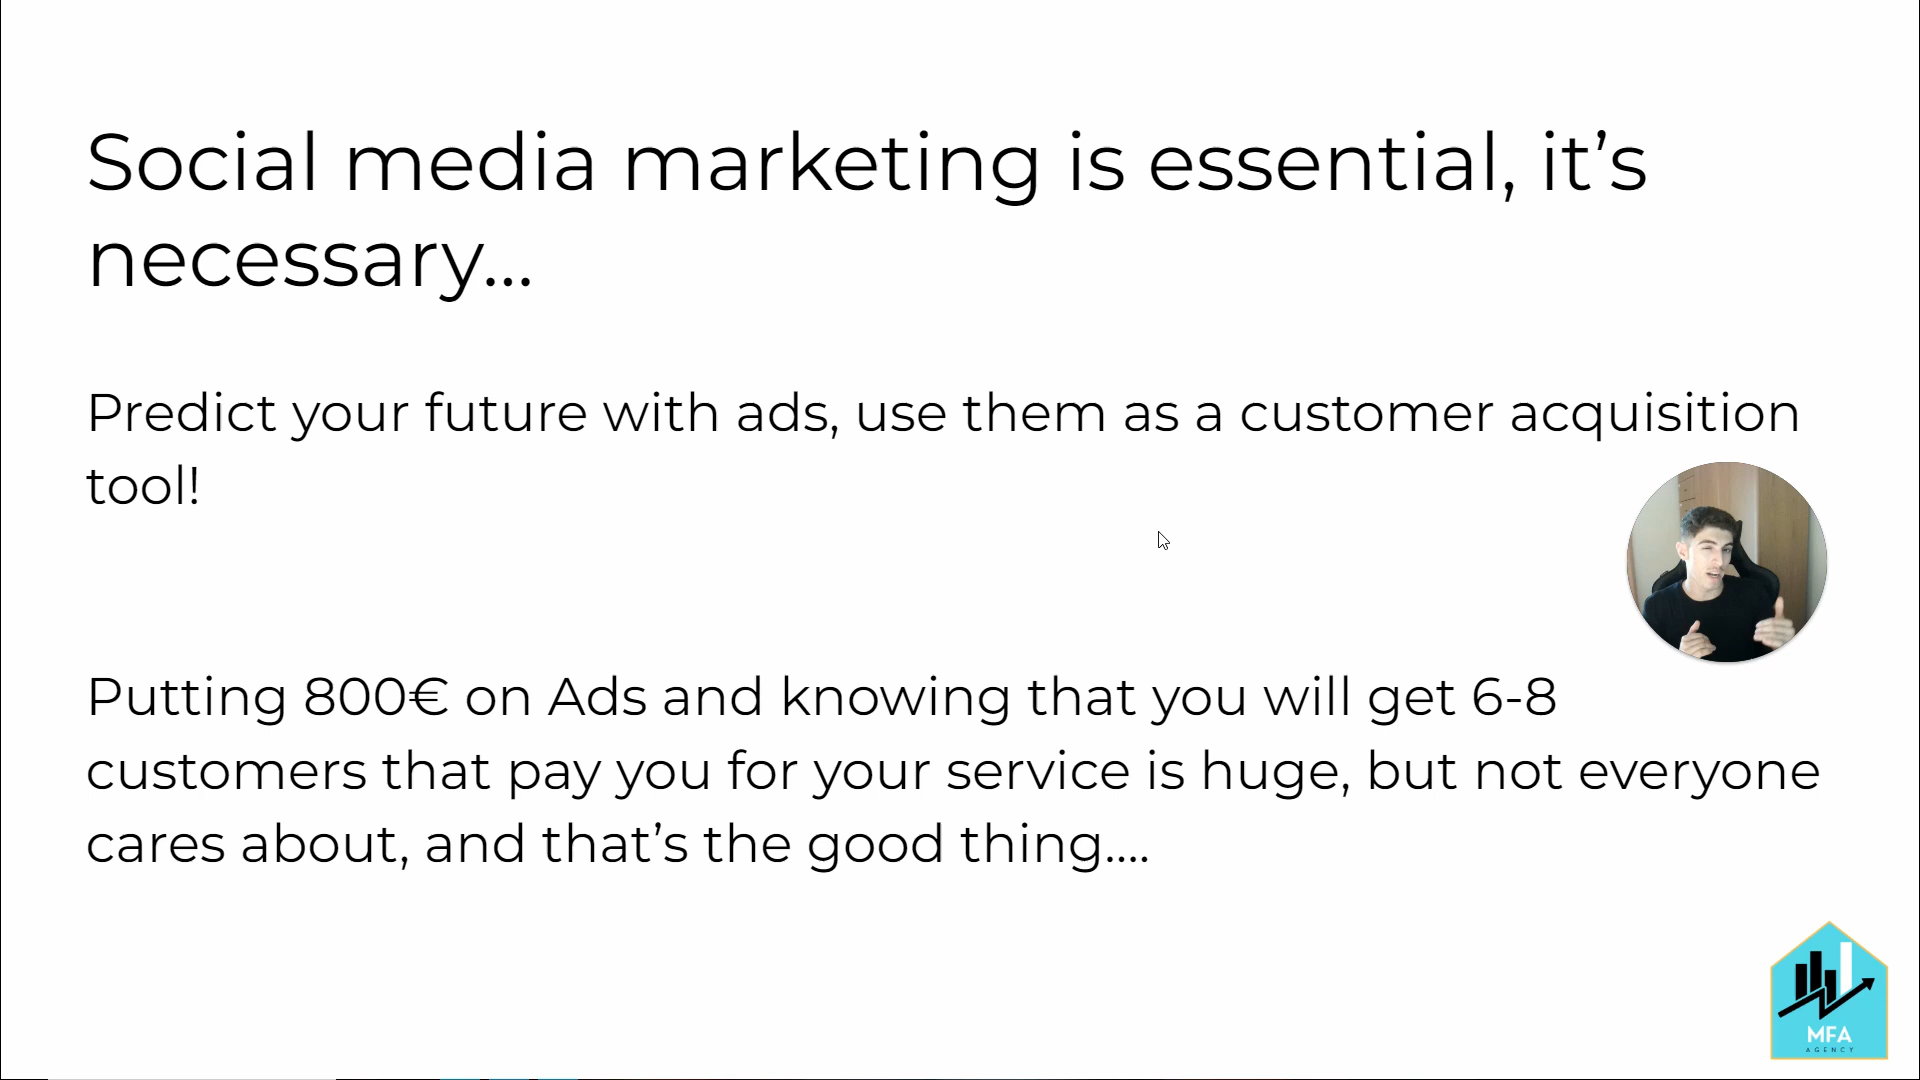 Social media marketing is essential, it’s
necessary...
Predict your future with ads, use them as a customer acquisition
tool!
Putting 800€ on Ads and knowing that you will get 6-8
customers that pay you for your service is huge, but not everyone
cares about, and that’s the good thing....
MFA
AGENCY